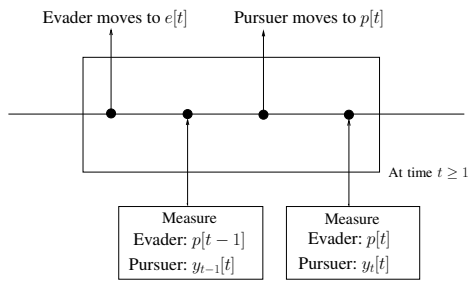 Evader moves to e[t]
Pursuer moves to p[t]
At time t ≥ 1
Measure
Evader: p[t − 1]
Pursuer: y_{t−1}[t]
Measure
Evader: p[t]
Pursuer: y_t[t]